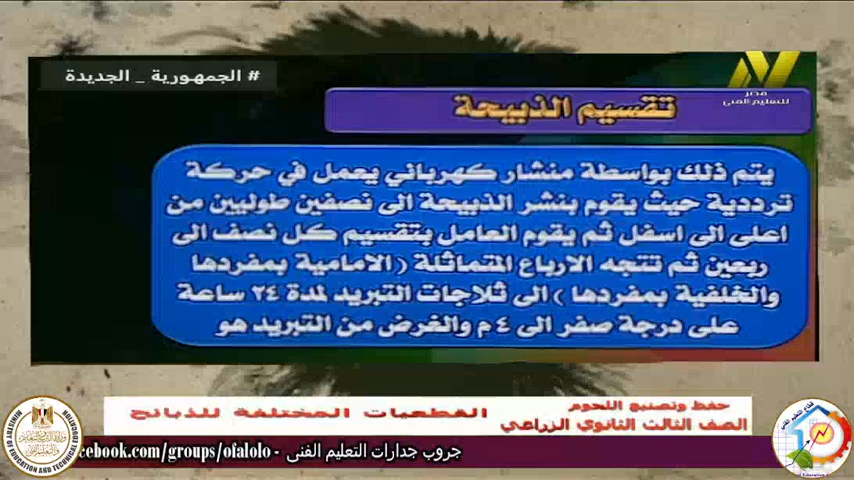 # الجمهورية _ الجديدة
مصر
للتعليم الفنى
تقسيم الذبيحة
يتم ذلك بواسطة منشار كهربائي يعمل في حركة
ترددية حيث يقوم بنشر الذبيحة الى نصفين طوليين من
اعلى الى اسفل ثم يقوم العامل بتقسيم كل نصف الى
ربعين ثم تتجه الارباع المتماثلة ( الامامية بمفردها
والخلفية بمفردها ) الى ثلاجات التبريد لمدة ٢٤ ساعة
على درجة صفر الى ٤ م والغرض من التبريد هو
حفظ وتصنيع اللحوم
القطعيات المختلفة للذبائح
الصف الثالث الثانوي الزراعي
cebook.com/groups/ofalolo - جروب جدارات التعليم الفنى